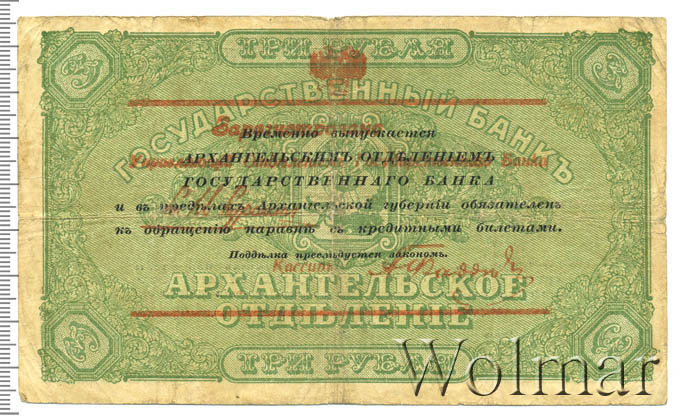 ТРИ РУБЛЯ
ГОСУДАРСТВЕННЫЙ БАНКЪ
Временно выпускается
АРХАНГЕЛЬСКИМЪ ОТДѢЛЕНІЕМЪ
ГОСУДАРСТВЕННАГО БАНКА
и въ предѣлахъ Архангельской губерніи обязателенъ
къ обращенію наравнѣ съ кредитными билетами.
Поддѣлка преслѣдуется закономъ.
Кассиръ
АРХАНГЕЛЬСКОЕ
ОТДѢЛЕНІЕ
ТРИ РУБЛЯ
Wolmar